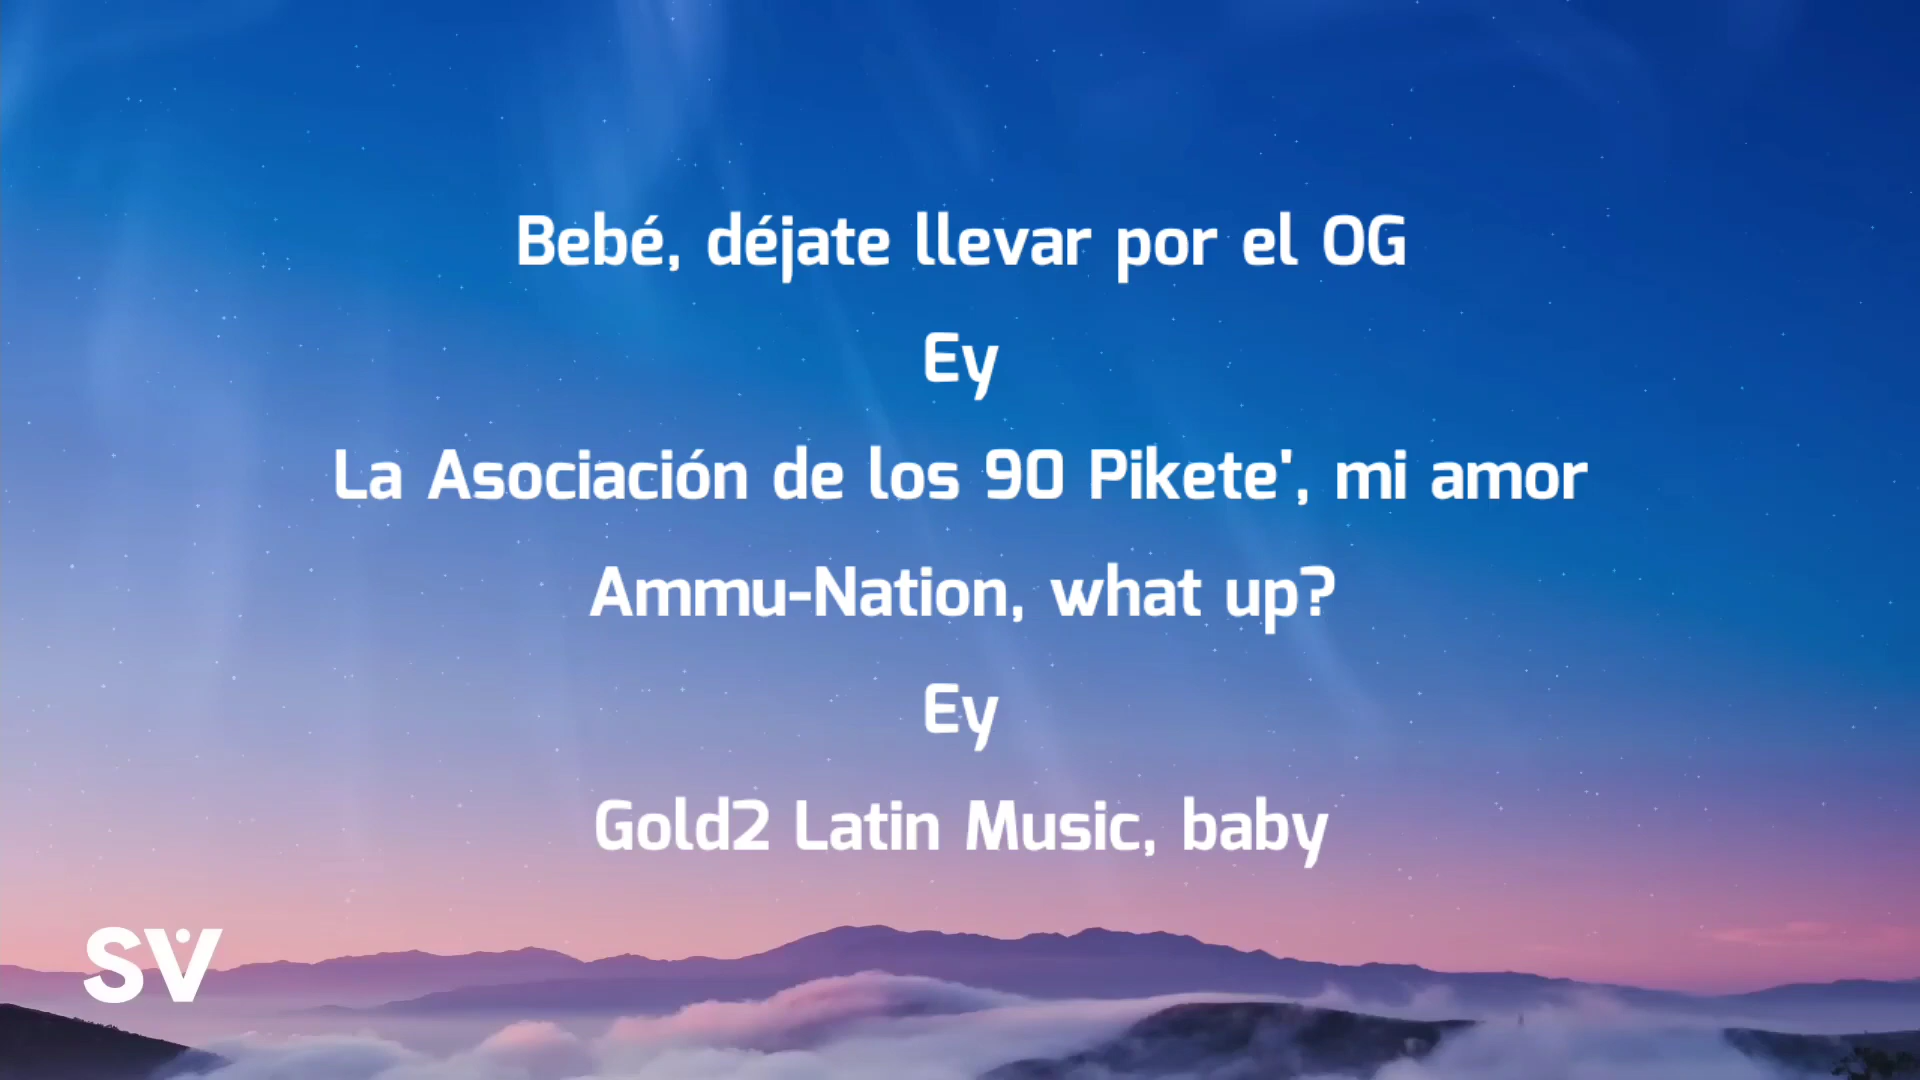 Bebé, déjate llevar por el OG
Ey
La Asociación de los 90 Pikete', mi amor
Ammu-Nation, what up?
Ey
Gold2 Latin Music, baby
SV